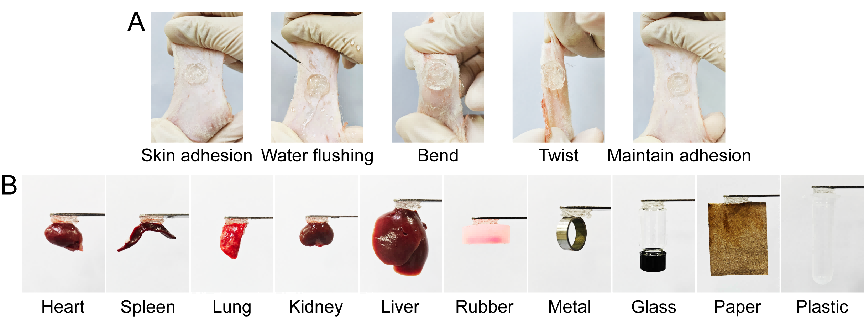 A
Skin adhesion Water flushing Bend Twist Maintain adhesion
B
Heart Spleen Lung Kidney Liver Rubber Metal Glass Paper Plastic